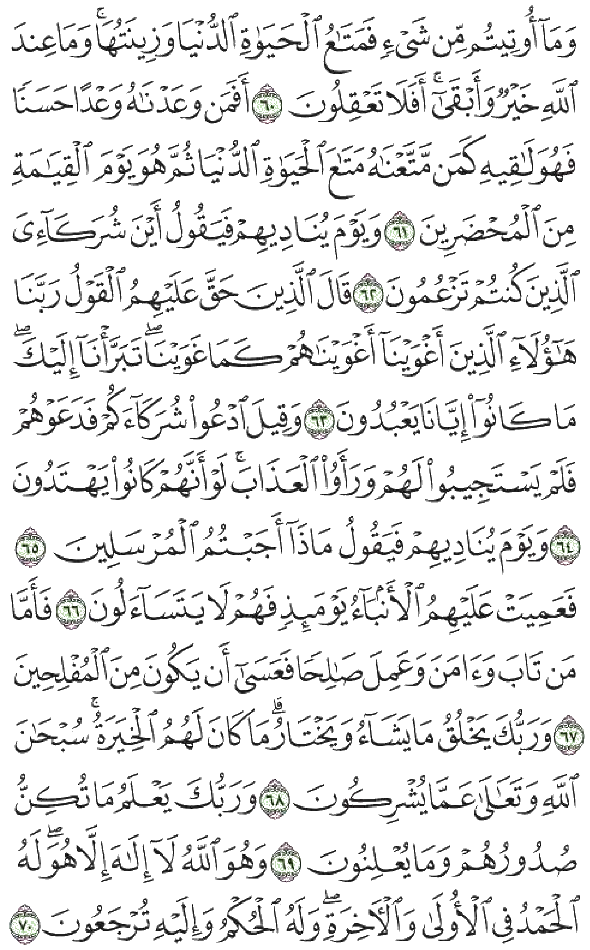 وَمَآ أُوتِيتُم مِّن شَىْءٍ فَمَتَٰعُ ٱلْحَيَوٰةِ ٱلدُّنْيَا وَزِينَتُهَا ۚ وَمَا عِندَ
ٱللَّهِ خَيْرٌ وَأَبْقَىٰٓ ۚ أَفَلَا تَعْقِلُونَ ٦٠ أَفَمَن وَعَدْنَٰهُ وَعْدًا حَسَنًا
فَهُوَ لَٰقِيهِ كَمَن مَّتَّعْنَٰهُ مَتَٰعَ ٱلْحَيَوٰةِ ٱلدُّنْيَا ثُمَّ هُوَ يَوْمَ ٱلْقِيَٰمَةِ
مِنَ ٱلْمُحْضَرِينَ ٦١ وَيَوْمَ يُنَادِيهِمْ فَيَقُولُ أَيْنَ شُرَكَآءِىَ
ٱلَّذِينَ كُنتُمْ تَزْعُمُونَ ٦٢ قَالَ ٱلَّذِينَ حَقَّ عَلَيْهِمُ ٱلْقَوْلُ رَبَّنَا
هَٰٓؤُلَآءِ ٱلَّذِينَ أَغْوَيْنَآ أَغْوَيْنَٰهُمْ كَمَا غَوَيْنَا ۖ تَبَرَّأْنَآ إِلَيْكَ ۖ
مَا كَانُوٓا۟ إِيَّانَا يَعْبُدُونَ ٦٣ وَقِيلَ ٱدْعُوا۟ شُرَكَآءَكُمْ فَدَعَوْهُمْ
فَلَمْ يَسْتَجِيبُوا۟ لَهُمْ وَرَأَوُا۟ ٱلْعَذَابَ ۚ لَوْ أَنَّهُمْ كَانُوا۟ يَهْتَدُونَ
٦٤ وَيَوْمَ يُنَادِيهِمْ فَيَقُولُ مَاذَآ أَجَبْتُمُ ٱلْمُرْسَلِينَ ٦٥
فَعَمِيَتْ عَلَيْهِمُ ٱلْأَنۢبَآءُ يَوْمَئِذٍ فَهُمْ لَا يَتَسَآءَلُونَ ٦٦ فَأَمَّا
مَن تَابَ وَءَامَنَ وَعَمِلَ صَٰلِحًا فَعَسَىٰٓ أَن يَكُونَ مِنَ ٱلْمُفْلِحِينَ
٦٧ وَرَبُّكَ يَخْلُقُ مَا يَشَآءُ وَيَخْتَارُ ۗ مَا كَانَ لَهُمُ ٱلْخِيَرَةُ ۚ سُبْحَٰنَ
ٱللَّهِ وَتَعَٰلَىٰ عَمَّا يُشْرِكُونَ ٦٨ وَرَبُّكَ يَعْلَمُ مَا تُكِنُّ
صُدُورُهُمْ وَمَا يُعْلِنُونَ ٦٩ وَهُوَ ٱللَّهُ لَآ إِلَٰهَ إِلَّا هُوَ ۖ لَهُ
ٱلْحَمْدُ فِى ٱلْأُولَىٰ وَٱلْءَاخِرَةِ ۖ وَلَهُ ٱلْحُكْمُ وَإِلَيْهِ تُرْجَعُونَ ٧٠